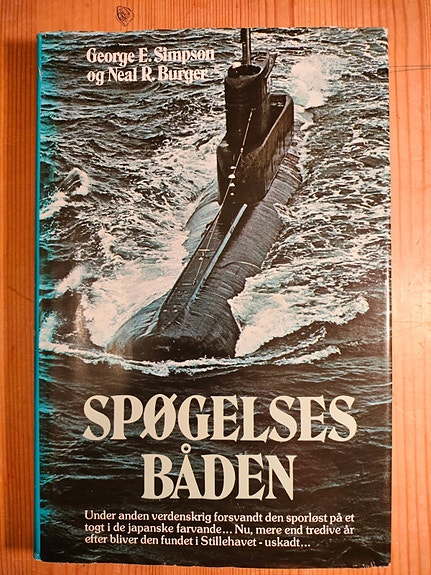 George E. Simpson
og Neal R. Burger
SPØGELSES
BÅDEN
Under anden verdenskrig forsvandt den sporløst på et
togt i de japanske farvande... Nu, mere end tredive år
efter bliver den fundet i Stillehavet - uskadt...